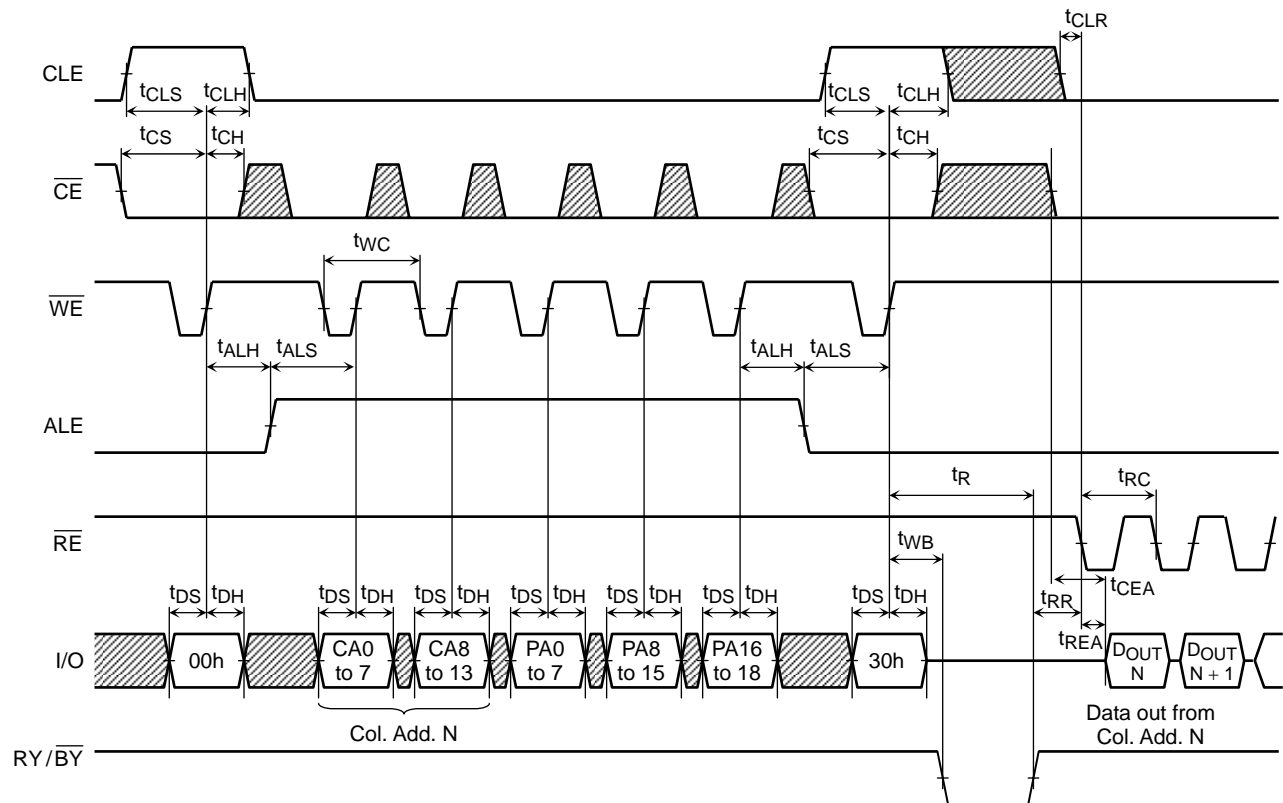 tCLR
CLE
tCLS tCLH tCLS tCLH
tCS tCH tCS tCH
CE
tWC
WE
tALH tALS tALH tALS
ALE
tR tRC
RE
tWB
tDS tDH tDS tDH tDS tDH tDS tDH tDS tDH tDS tDH tDS tDH tRR tCEA
tREA
I/O 00h CA0 to 7 CA8 to 13 PA0 to 7 PA8 to 15 PA16 to 18 30h DOUT N DOUT N + 1
Col. Add. N
Data out from
Col. Add. N
RY/BY